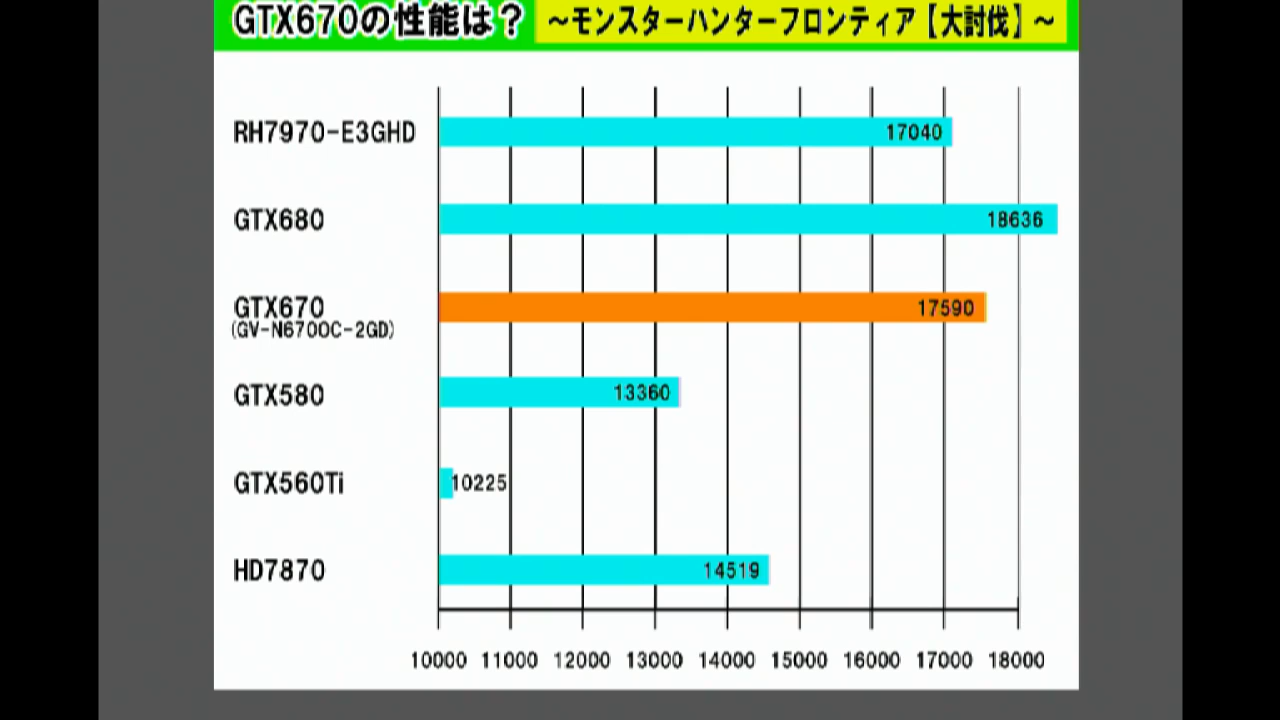 GTX670の性能は？ ～モンスターハンターフロンティア【大討伐】～
RH7970-E3GHD 17040
GTX680 18636
GTX670 17590
(GV-N670OC-2GD)
GTX580 13360
GTX560Ti 10225
HD7870 14519
10000 11000 12000 13000 14000 15000 16000 17000 18000